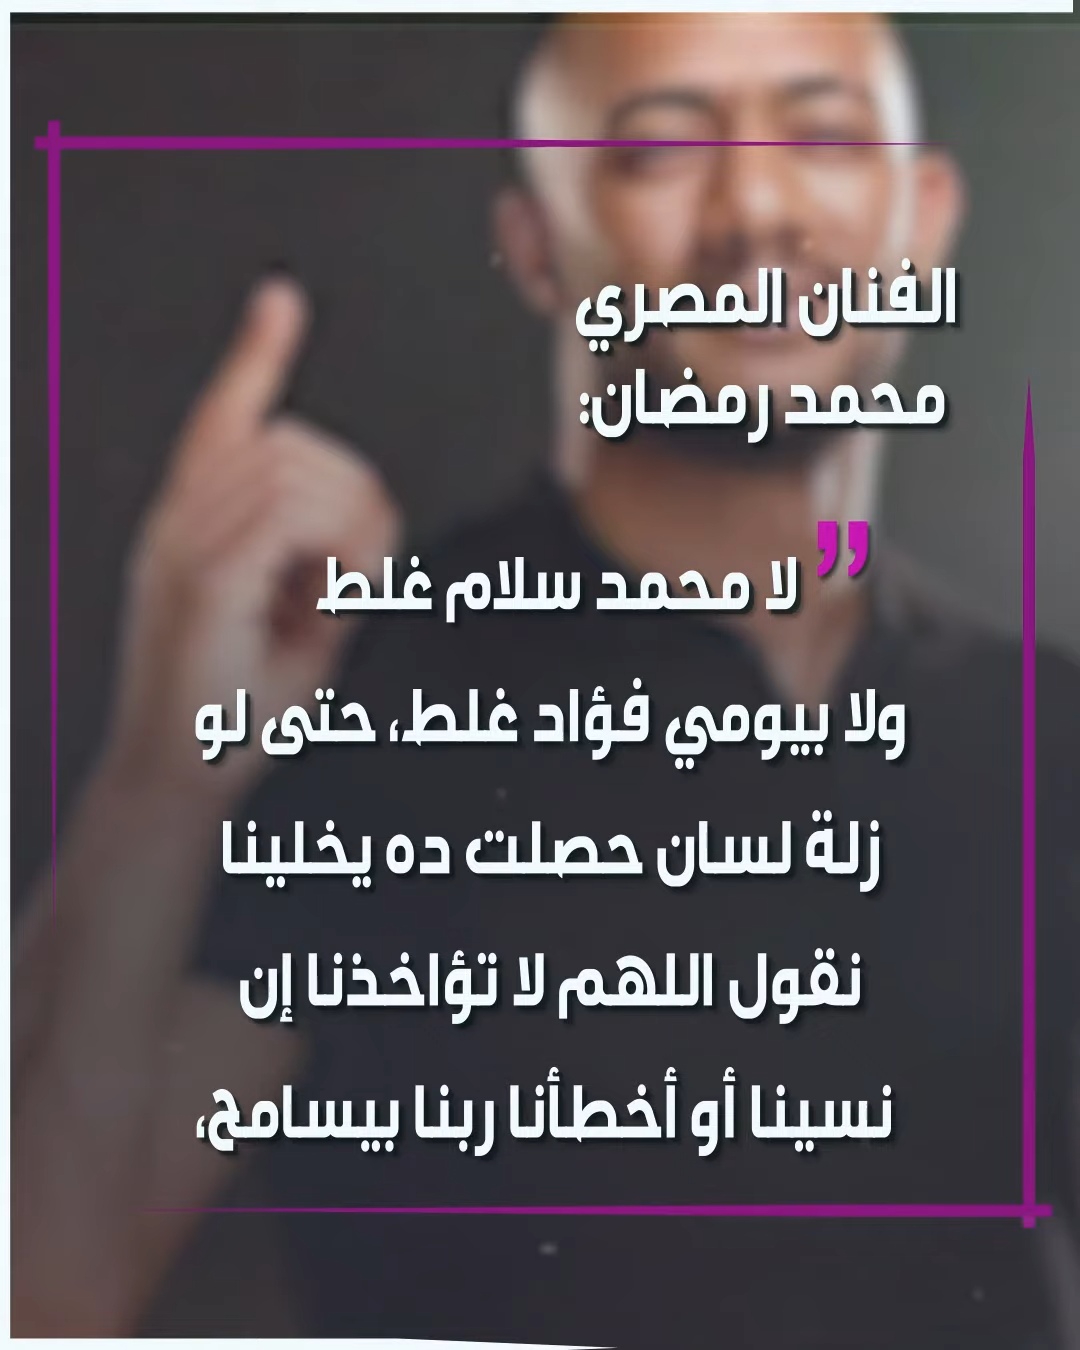 الفنان المصري
محمد رمضان:
”لا محمد سلام غلط
ولا بيومي فؤاد غلط، حتى لو
زلة لسان حصلت ده يخلينا
نقول اللهم لا تؤاخذنا إن
نسينا أو أخطأنا ربنا بيسامح،